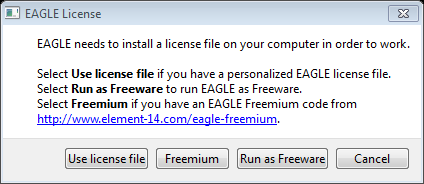 EAGLE License
EAGLE needs to install a license file on your computer in order to work.
Select Use license file if you have a personalized EAGLE license file.
Select Run as Freeware to run EAGLE as Freeware.
Select Freemium if you have an EAGLE Freemium code from
http://www.element-14.com/eagle-freemium.
Use license file Freemium Run as Freeware Cancel